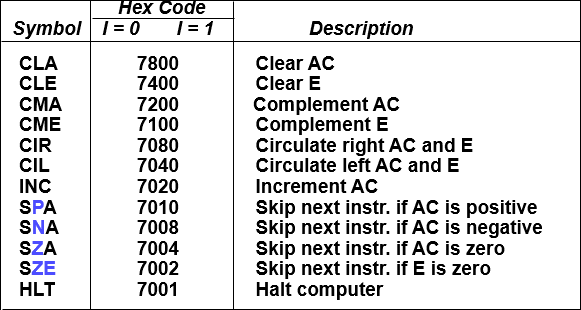 Hex Code
Symbol I = 0 I = 1 Description
CLA 7800 Clear AC
CLE 7400 Clear E
CMA 7200 Complement AC
CME 7100 Complement E
CIR 7080 Circulate right AC and E
CIL 7040 Circulate left AC and E
INC 7020 Increment AC
SPA 7010 Skip next instr. if AC is positive
SNA 7008 Skip next instr. if AC is negative
SZA 7004 Skip next instr. if AC is zero
SZE 7002 Skip next instr. if E is zero
HLT 7001 Halt computer